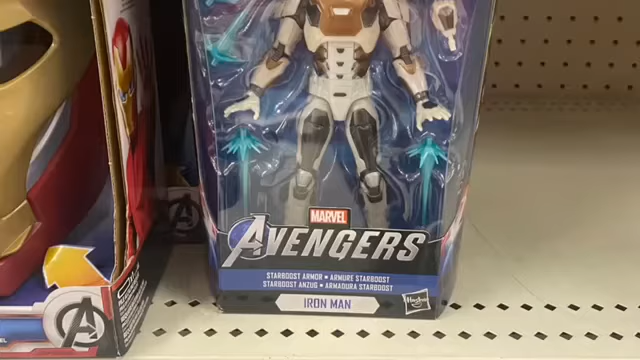 MARVEL
AVENGERS
STARBOOST ARMOR • ARMURE STARBOOST
STARBOOST ANZUG • ARMADURA STARBOOST
IRON MAN
Hasbro